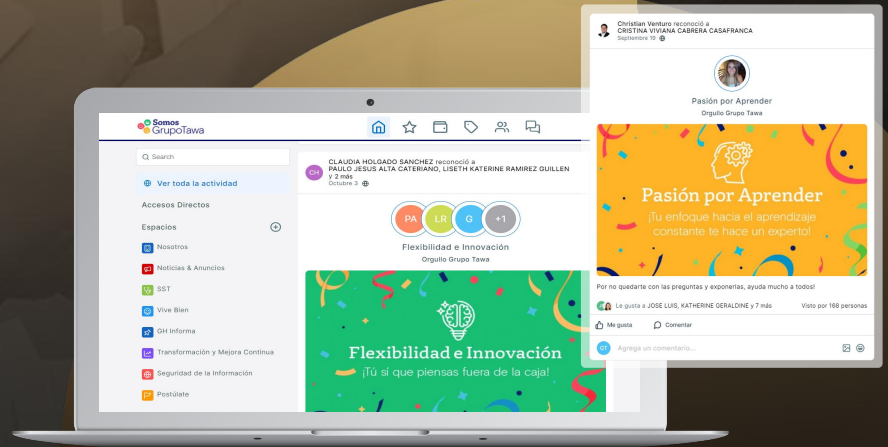 Somos
GrupoTawa
Search
Ver toda la actividad
Accesos Directos
Espacios
Nosotros
Noticias & Anuncios
SST
Vive Bien
GH Informa
Transformación y Mejora Continua
Seguridad de la Información
Postúlate
CH
CLAUDIA HOLGADO SANCHEZ reconoció a
PAULO JESUS ALTA CATERIANO, LISETH KATERINE RAMIREZ GUILLEN
y 2 más
Octubre 3
PA LR G +1
Flexibilidad e Innovación
Orgullo Grupo Tawa
Flexibilidad e Innovación
¡Tú sí que piensas fuera de la caja!
Christian Venturo reconoció a
CRISTINA VIVIANA CABRERA CASAFRANCA
Septiembre 19
Pasión por Aprender
Orgullo Grupo Tawa
Pasión por Aprender
¡Tu enfoque hacia el aprendizaje
constante te hace un experto!
Por no quedarte con las preguntas y exponerlas, ayuda mucho a todos!
Le gusta a JOSE LUIS, KATHERINE GERALDINE y 7 más Visto por 168 personas
Me gusta Comentar
GT Agrega un comentario...